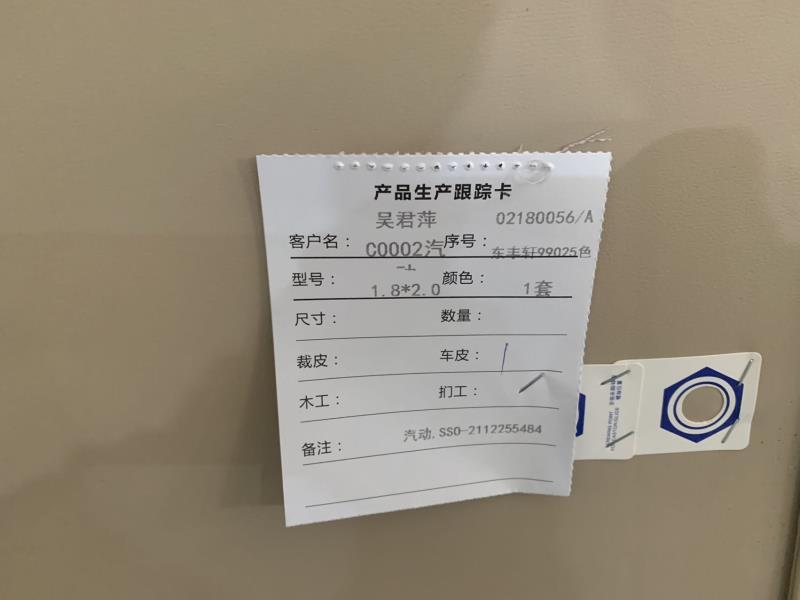 产品生产跟踪卡
吴君萍 02180056/A
客户名： 序号：
C0002汽 东丰轩99025色
型号： 颜色：
1.8*2.0 1套
尺寸： 数量：
裁皮： 车皮：
木工： 扪工：
备注： 汽动.SSO-2112255484